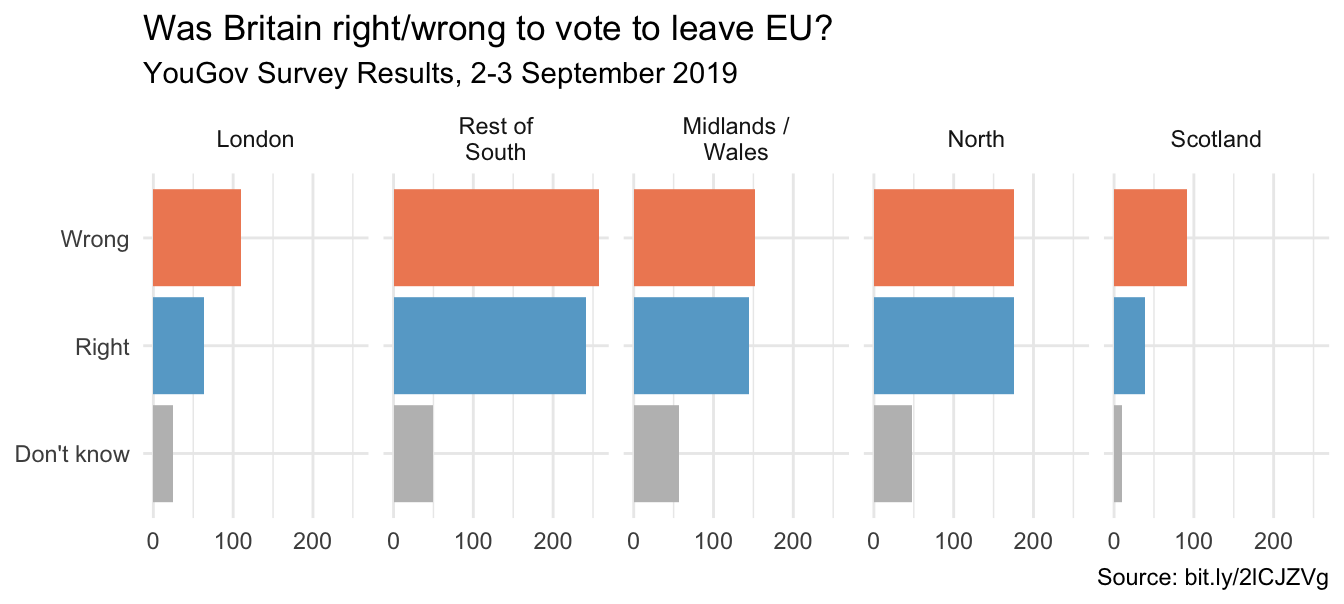 Was Britain right/wrong to vote to leave EU?
YouGov Survey Results, 2-3 September 2019
London
Rest of
South
Midlands /
Wales
North
Scotland
Wrong
Right
Don't know
0 100 200
0 100 200
0 100 200
0 100 200
0 100 200
Source: bit.ly/2lCJZVg